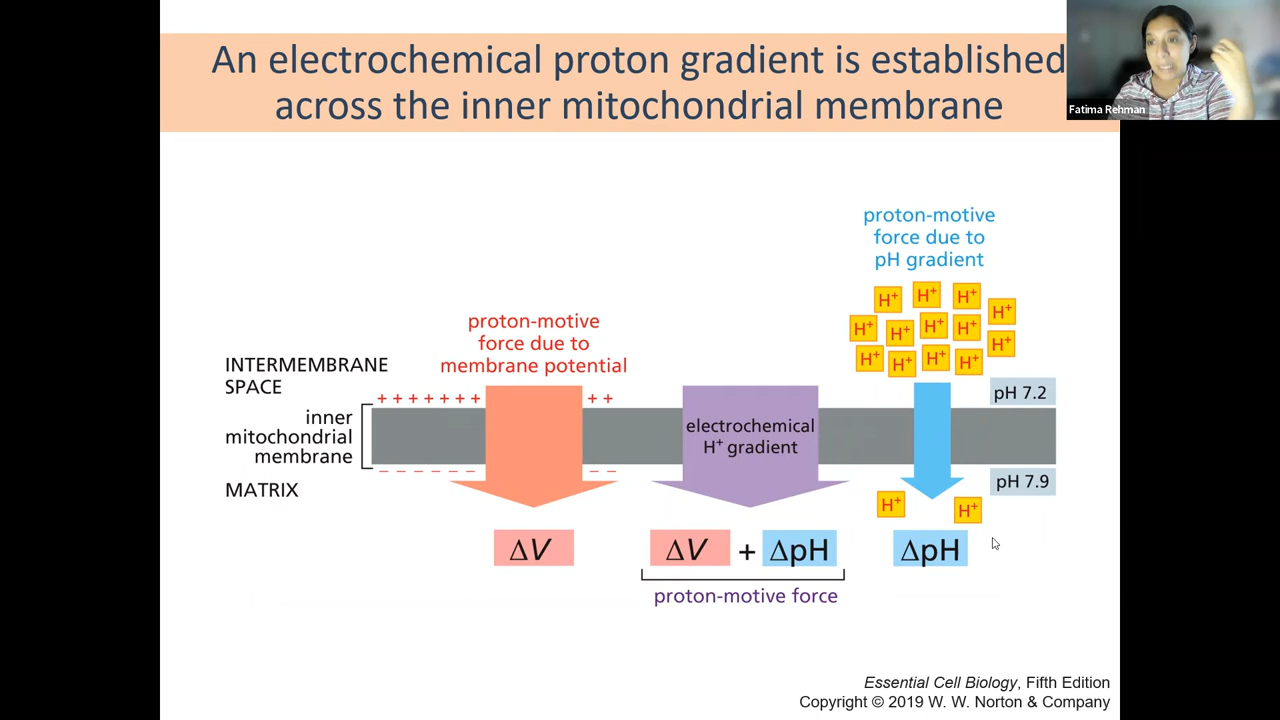 An electrochemical proton gradient is established
across the inner mitochondrial membrane
Fatima Rehman
proton-motive
force due to
pH gradient
H⁺ H⁺ H⁺
H⁺
H⁺ H⁺ H⁺ H⁺
H⁺
H⁺ H⁺ H⁺ H⁺
proton-motive
force due to
membrane potential
INTERMEMBRANE
SPACE
+ + + + + + + + +
pH 7.2
inner
mitochondrial
membrane
electrochemical
H⁺ gradient
− − − − − − − − −
MATRIX
pH 7.9
H⁺ H⁺
ΔV
ΔV + ΔpH
ΔpH
proton-motive force
Essential Cell Biology, Fifth Edition
Copyright © 2019 W. W. Norton & Company